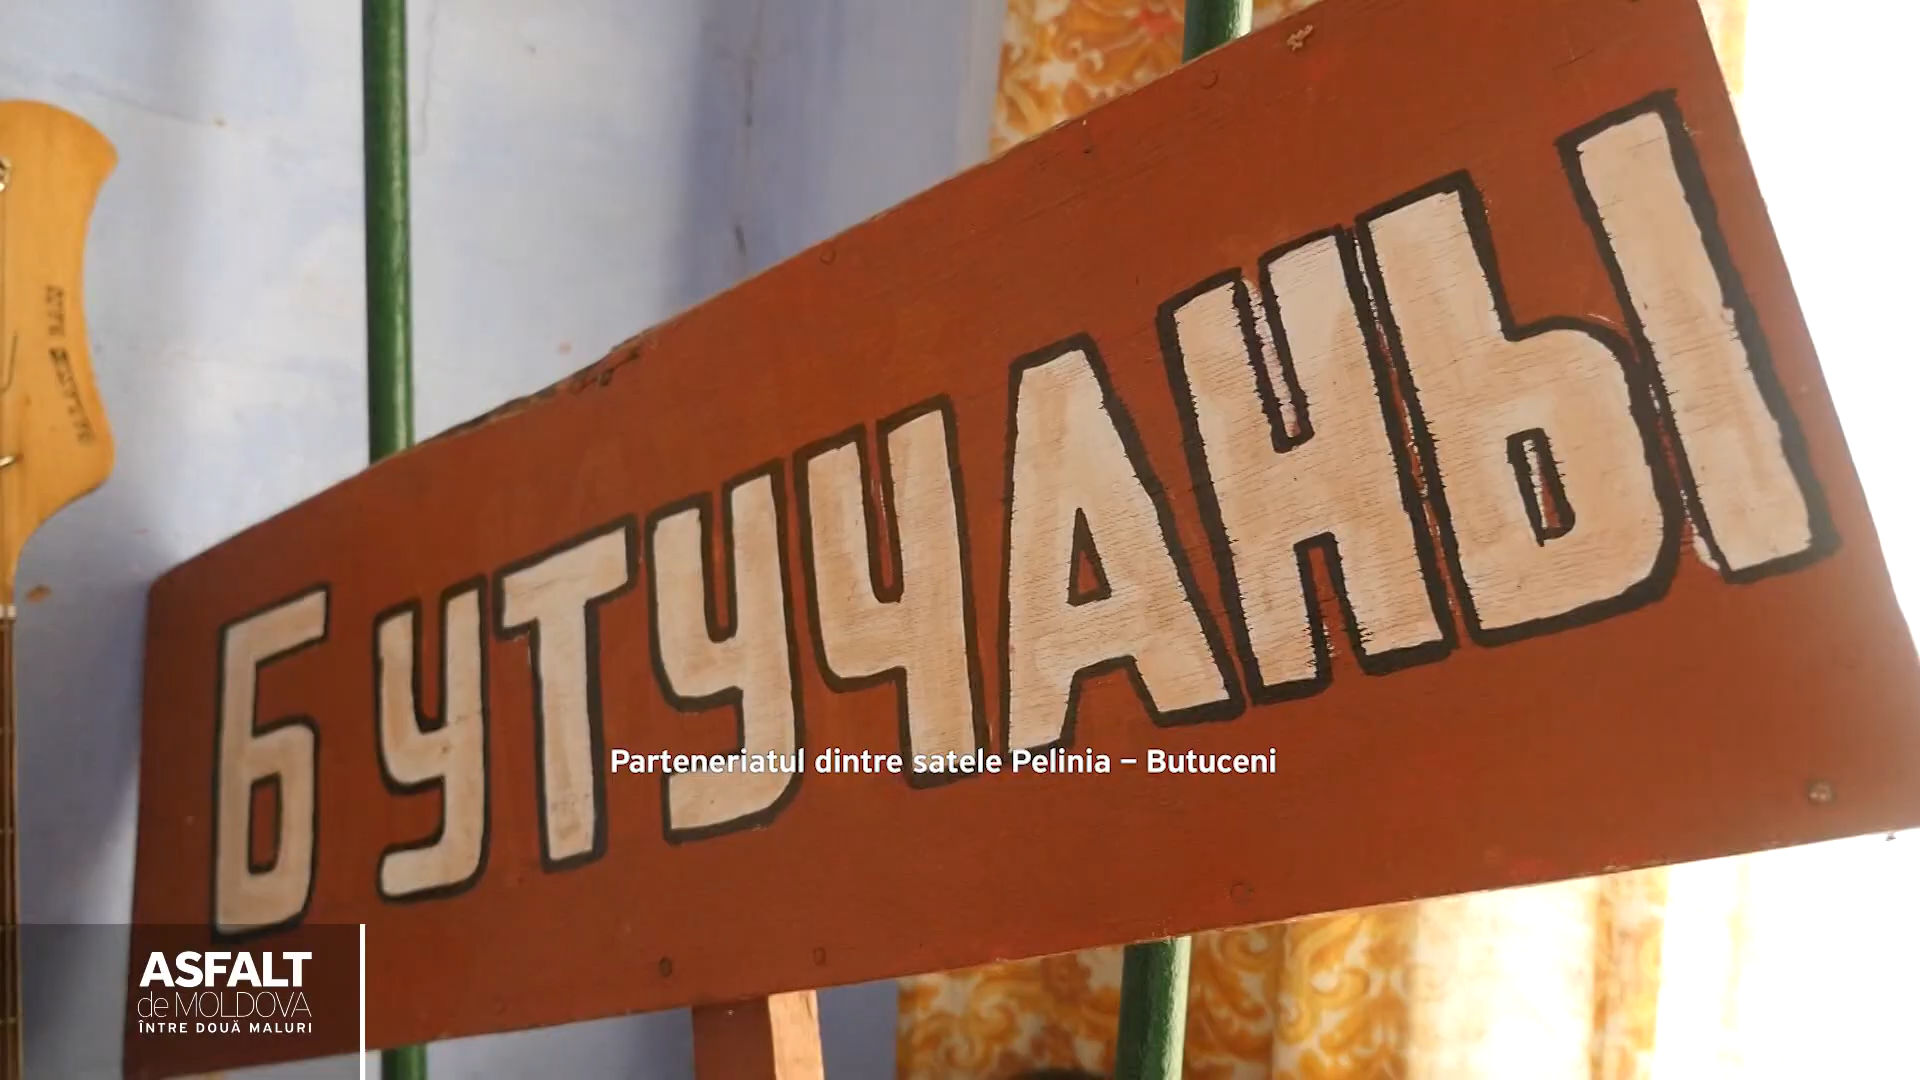 БУТУЧАНЫ
Parteneriatul dintre satele Pelinia – Butuceni
ASFALT
de MOLDOVA
ÎNTRE DOUĂ MALURI